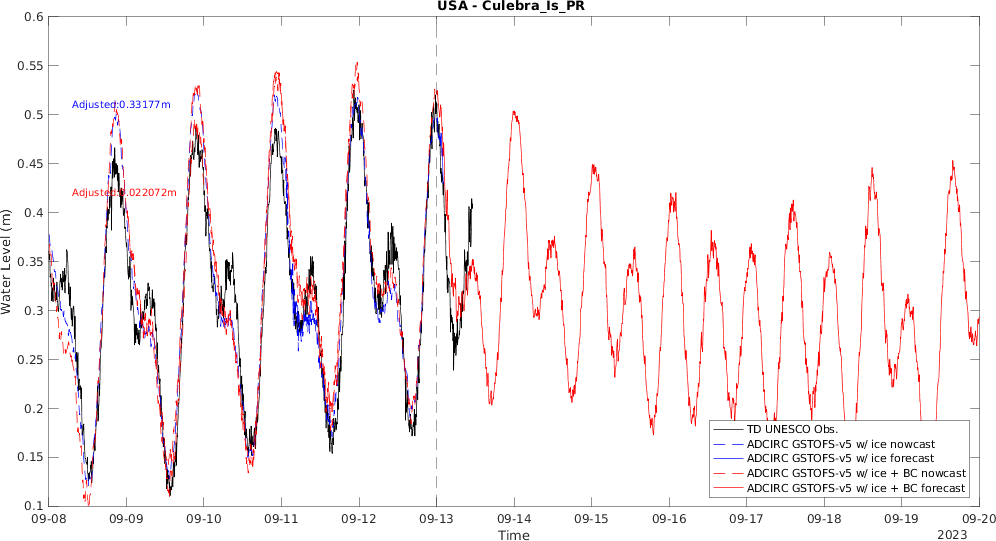 USA - Culebra_Is_PR
0.6
0.55
0.5
0.45
0.4
0.35
0.3
0.25
0.2
0.15
0.1
Water Level (m)
Adjusted:0.33177m
Adjusted:0.022072m
TD UNESCO Obs.
ADCIRC GSTOFS-v5 w/ ice nowcast
ADCIRC GSTOFS-v5 w/ ice forecast
ADCIRC GSTOFS-v5 w/ ice + BC nowcast
ADCIRC GSTOFS-v5 w/ ice + BC forecast
09-08 09-09 09-10 09-11 09-12 09-13 09-14 09-15 09-16 09-17 09-18 09-19 09-20
Time
2023